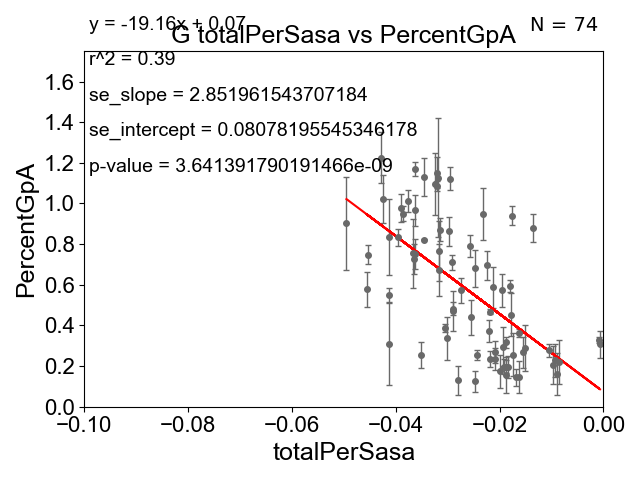 y = -19.16x + 0.07
N = 74
G totalPerSasa vs PercentGpA
r^2 = 0.39
se_slope = 2.851961543707184
se_intercept = 0.08078195545346178
p-value = 3.641391790191466e-09
PercentGpA
1.6
1.4
1.2
1.0
0.8
0.6
0.4
0.2
0.0
−0.10 −0.08 −0.06 −0.04 −0.02 0.00
totalPerSasa